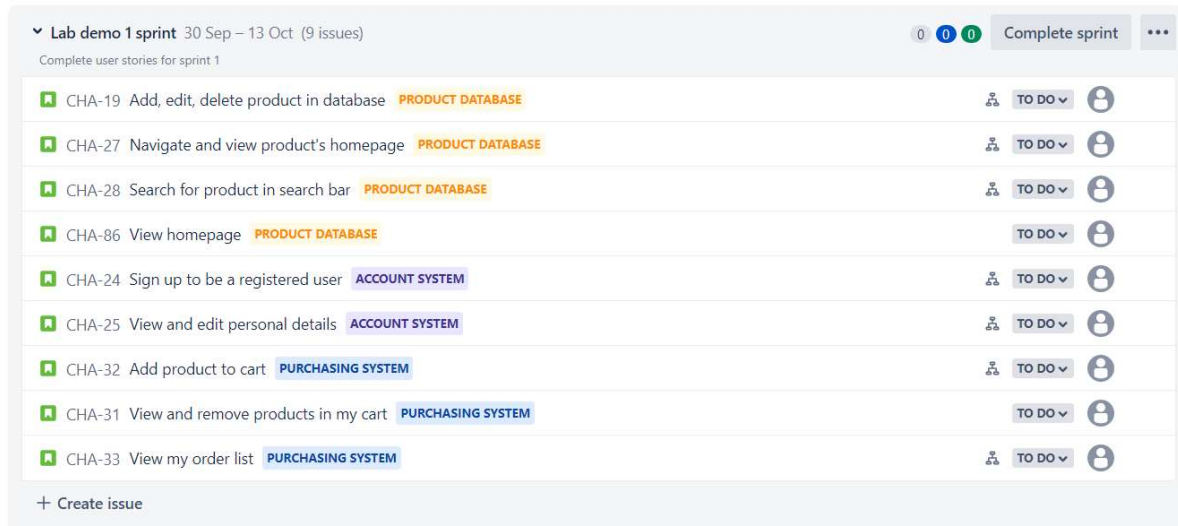 Lab demo 1 sprint 30 Sep – 13 Oct (9 issues) 0 0 0 Complete sprint •••
Complete user stories for sprint 1
CHA-19 Add, edit, delete product in database PRODUCT DATABASE TO DO
CHA-27 Navigate and view product's homepage PRODUCT DATABASE TO DO
CHA-28 Search for product in search bar PRODUCT DATABASE TO DO
CHA-86 View homepage PRODUCT DATABASE TO DO
CHA-24 Sign up to be a registered user ACCOUNT SYSTEM TO DO
CHA-25 View and edit personal details ACCOUNT SYSTEM TO DO
CHA-32 Add product to cart PURCHASING SYSTEM TO DO
CHA-31 View and remove products in my cart PURCHASING SYSTEM TO DO
CHA-33 View my order list PURCHASING SYSTEM TO DO
+ Create issue